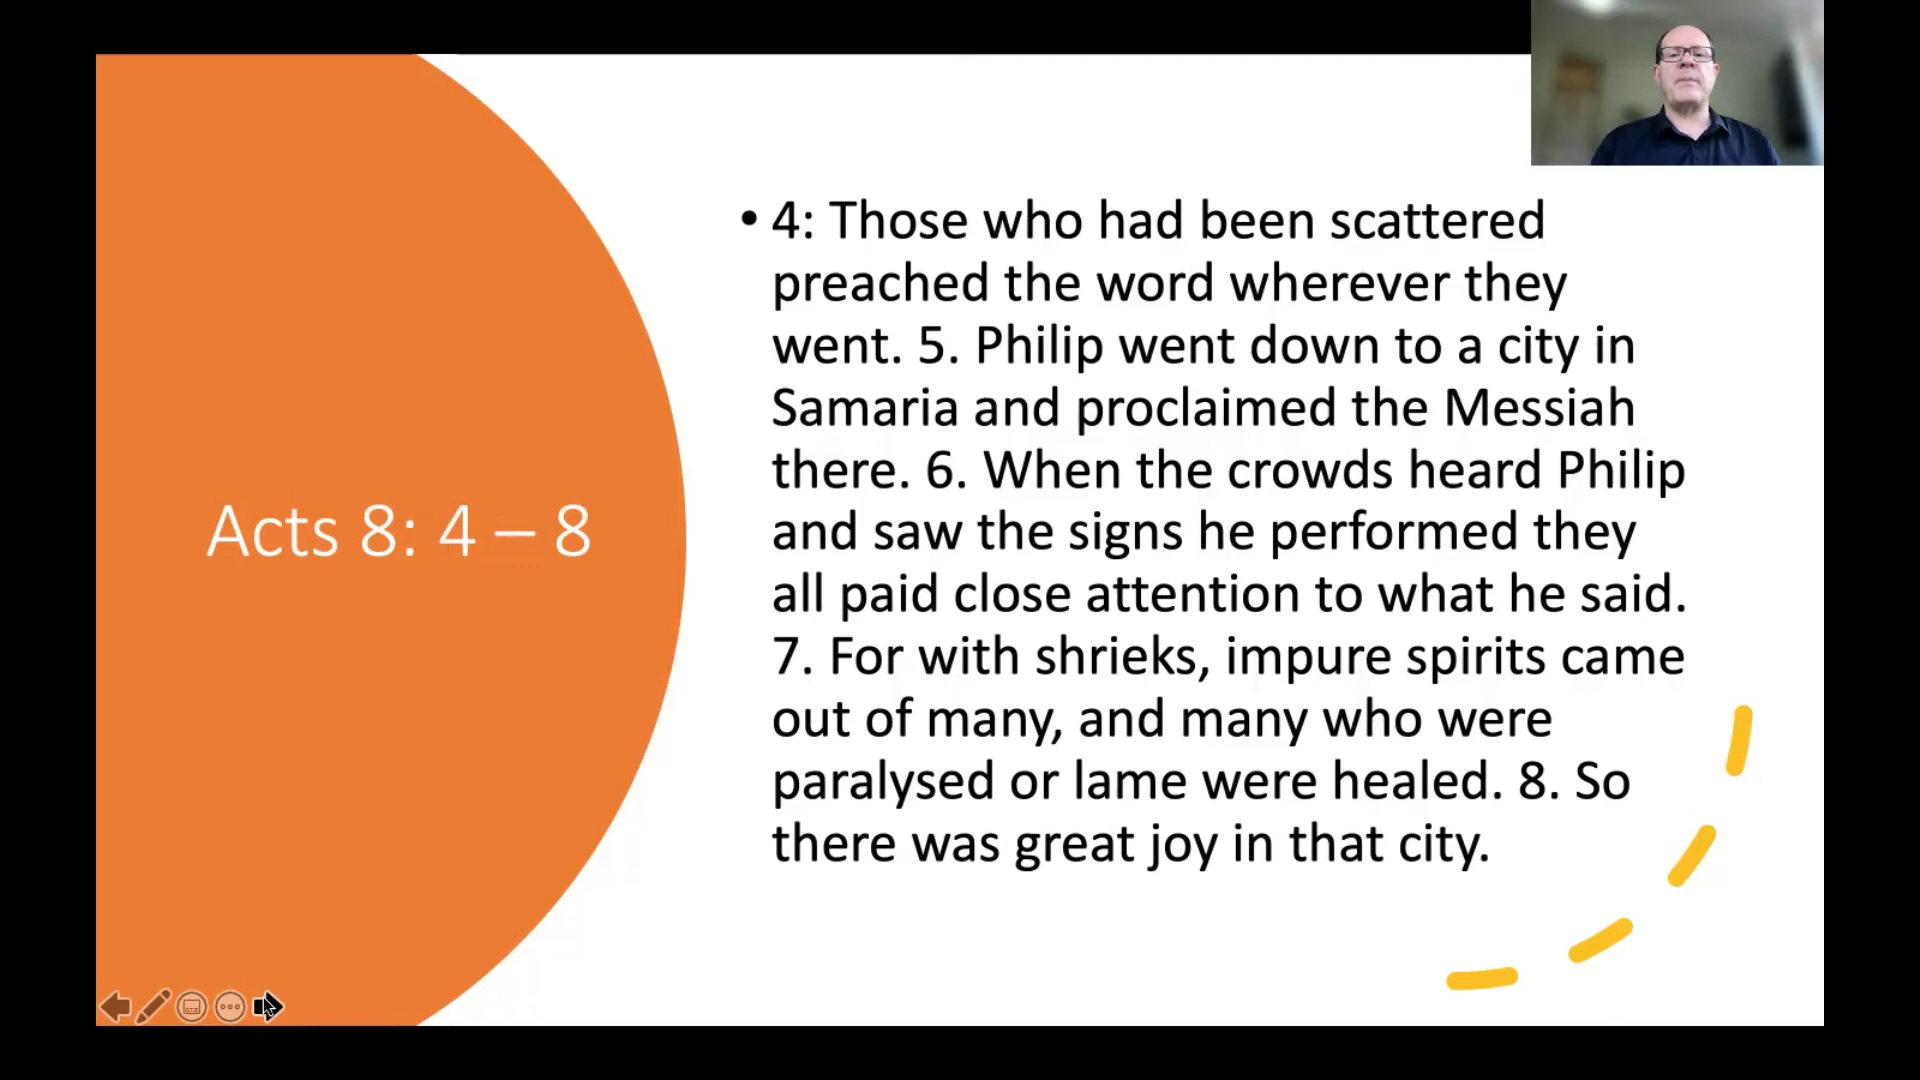 Acts 8: 4 – 8
• 4: Those who had been scattered
preached the word wherever they
went. 5. Philip went down to a city in
Samaria and proclaimed the Messiah
there. 6. When the crowds heard Philip
and saw the signs he performed they
all paid close attention to what he said.
7. For with shrieks, impure spirits came
out of many, and many who were
paralysed or lame were healed. 8. So
there was great joy in that city.